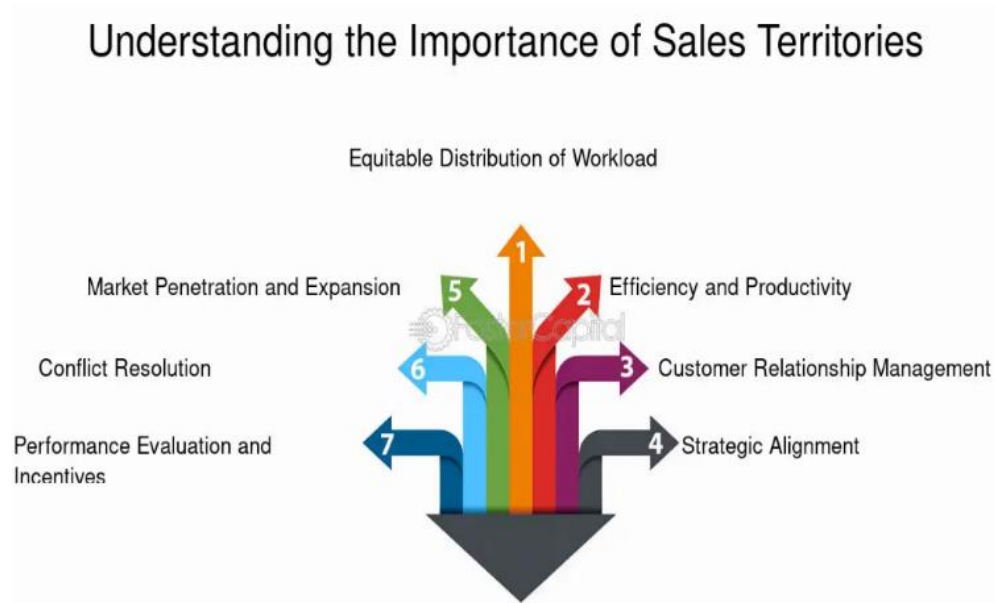 Understanding the Importance of Sales Territories
Equitable Distribution of Workload
1
Market Penetration and Expansion
5
2
Efficiency and Productivity
FasterCapital
Conflict Resolution
6
3
Customer Relationship Management
Performance Evaluation and
Incentives
7
4
Strategic Alignment